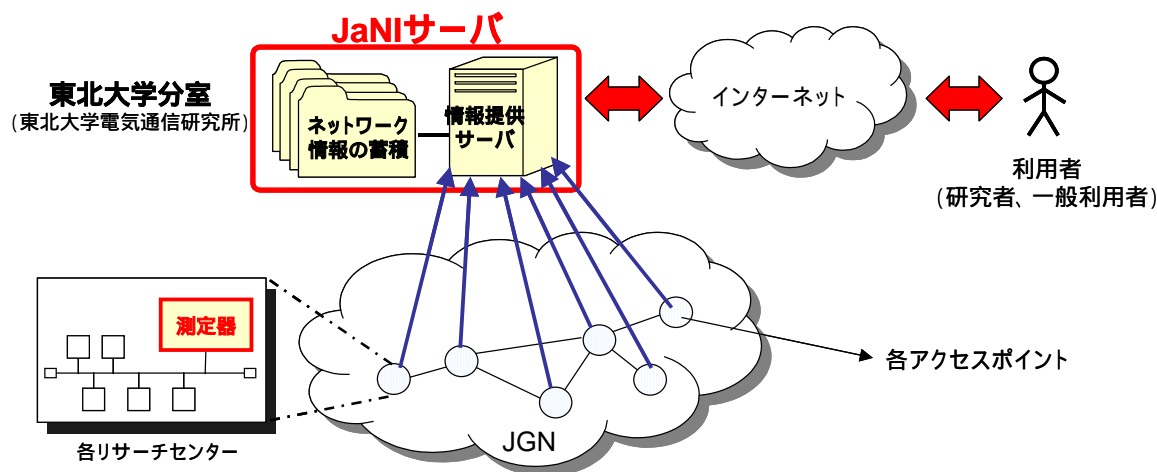 JaNIサーバ
東北大学分室
(東北大学電気通信研究所)
ネットワーク
情報の蓄積
情報提供
サーバ
インターネット
利用者
(研究者、一般利用者)
測定器
各アクセスポイント
JGN
各リサーチセンター